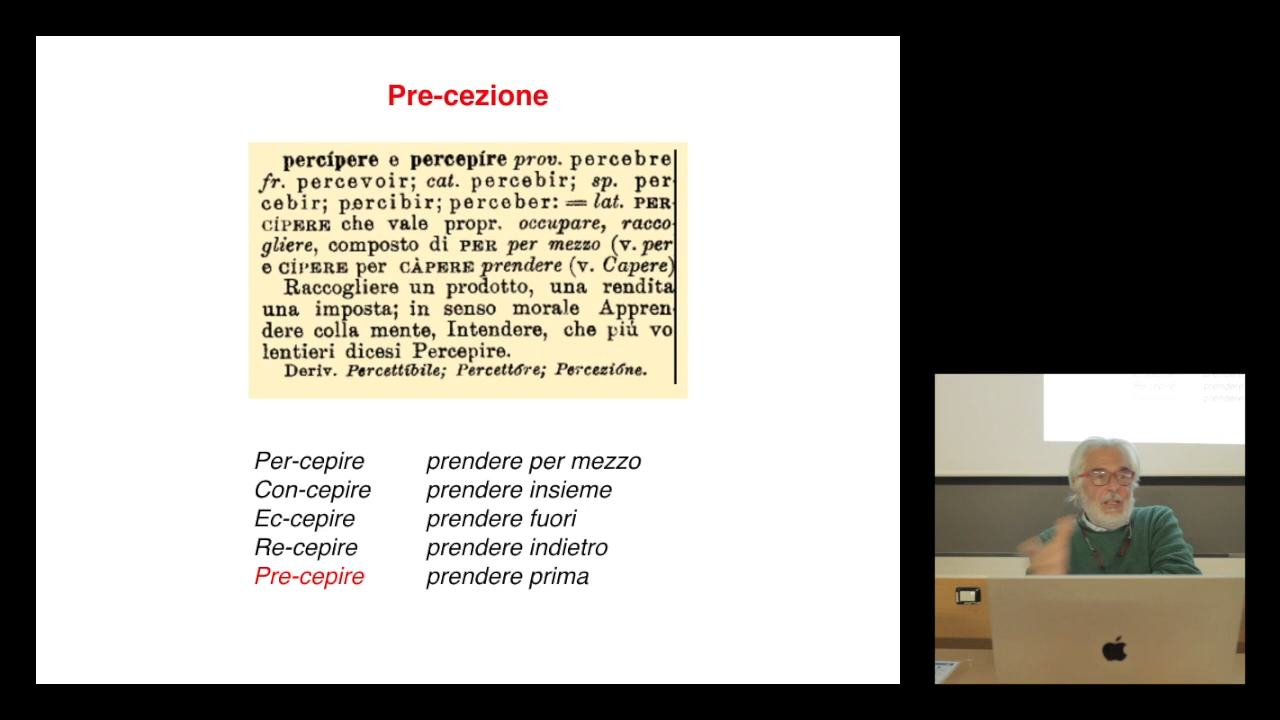 Pre-cezione
percípere e percepíre prov. percebre
fr. percevoir; cat. percebir; sp. per-
cebir; percibir; perceber: = lat. PER-
CÍPERE che vale propr. occupare, racco-
gliere, composto di PER per mezzo (v. per
e CÍPERE per CÀPERE prendere (v. Capere)
Raccogliere un prodotto, una rendita
una imposta; in senso morale Appren-
dere colla mente, Intendere, che più vo
lentieri dicesi Percepire.
Deriv. Percettíbile; Percettóre; Percezióne.
Per-cepire prendere per mezzo
Con-cepire prendere insieme
Ec-cepire prendere fuori
Re-cepire prendere indietro
Pre-cepire prendere prima
prendere
prendere